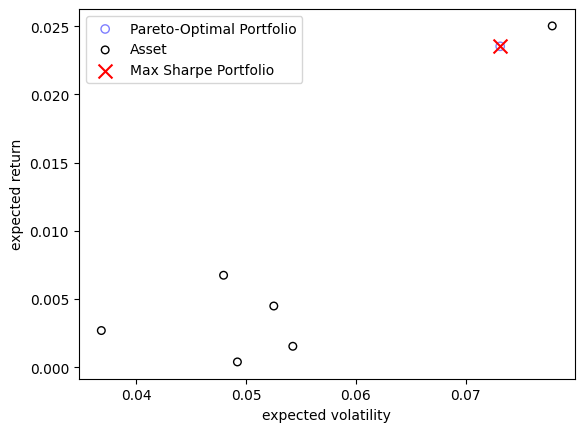 0.025
0.020
0.015
0.010
0.005
0.000
expected return
Pareto-Optimal Portfolio
Asset
Max Sharpe Portfolio
0.04 0.05 0.06 0.07
expected volatility